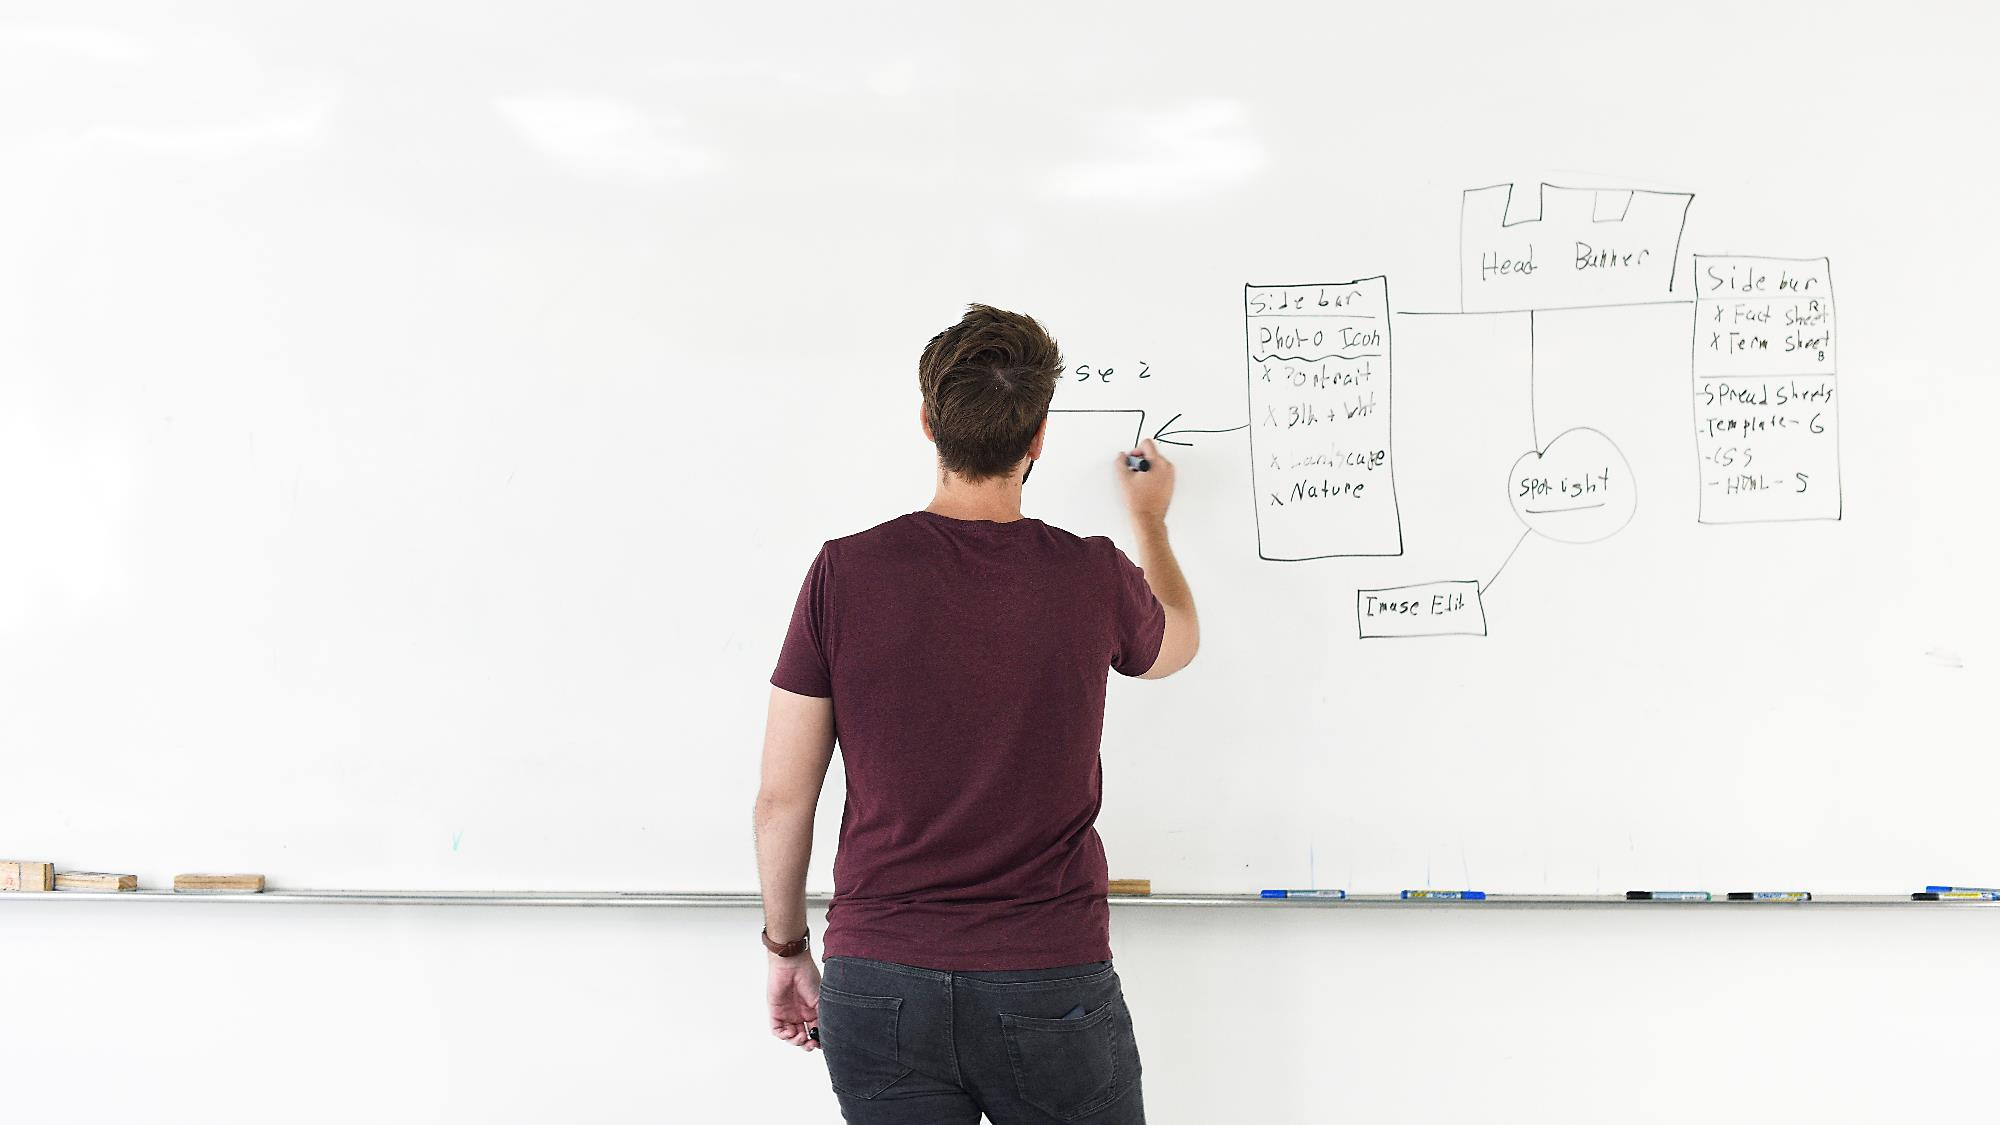 se 2
Side bar
Photo Icon
x Portrait
x Blk + Wht
x Landscape
x Nature
Head Banner
Spotlight
Image Edit
Side bar
x Fact Sheet R
x Term Sheet B
-Spread Sheets
-Template- G
-CSS
-HTML- 5